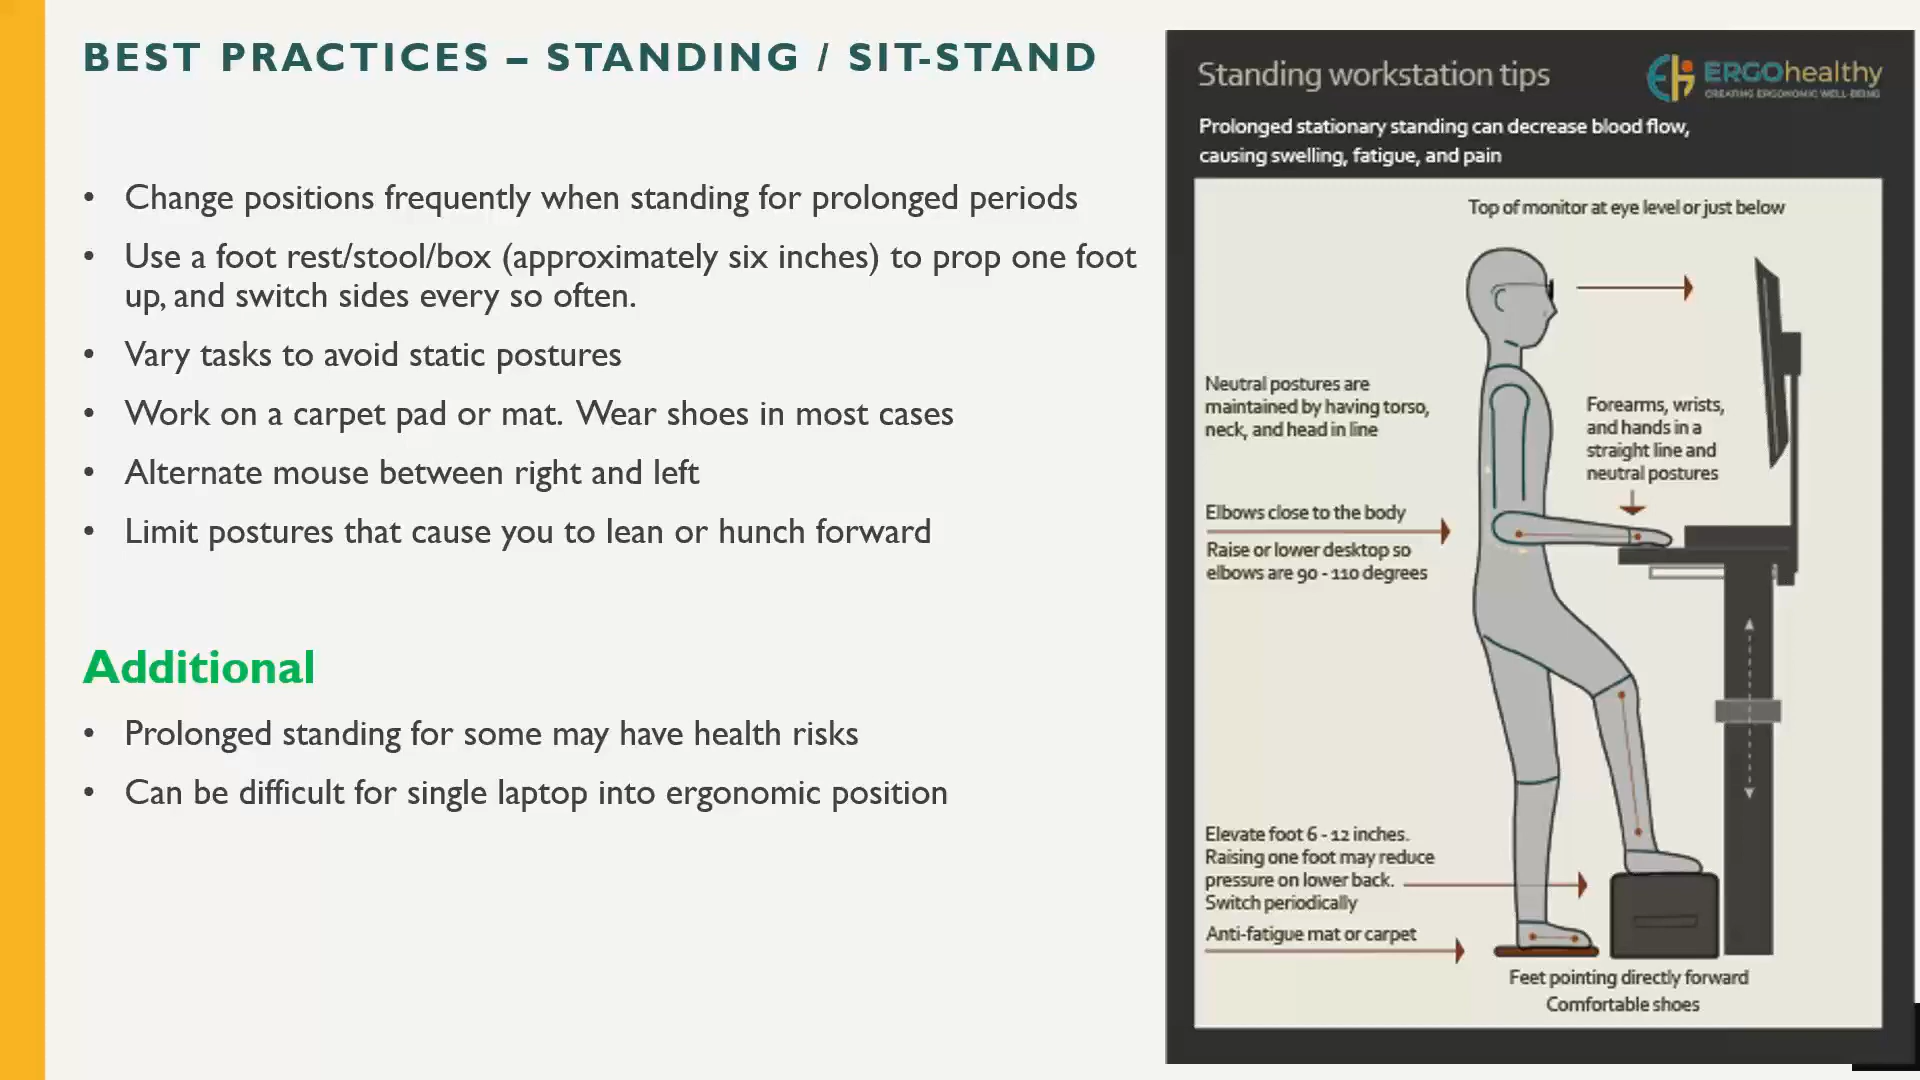 BEST PRACTICES – STANDING / SIT-STAND
• Change positions frequently when standing for prolonged periods
• Use a foot rest/stool/box (approximately six inches) to prop one foot
up, and switch sides every so often.
• Vary tasks to avoid static postures
• Work on a carpet pad or mat. Wear shoes in most cases
• Alternate mouse between right and left
• Limit postures that cause you to lean or hunch forward
Additional
• Prolonged standing for some may have health risks
• Can be difficult for single laptop into ergonomic position
Standing workstation tips
ERGOhealthy
CREATING ERGONOMIC WELL-BEING
Prolonged stationary standing can decrease blood flow,
causing swelling, fatigue, and pain
Top of monitor at eye level or just below
Neutral postures are
maintained by having torso,
neck, and head in line
Forearms, wrists,
and hands in a
straight line and
neutral postures
Elbows close to the body
Raise or lower desktop so
elbows are 90 - 110 degrees
Elevate foot 6 - 12 inches.
Raising one foot may reduce
pressure on lower back.
Switch periodically
Anti-fatigue mat or carpet
Feet pointing directly forward
Comfortable shoes